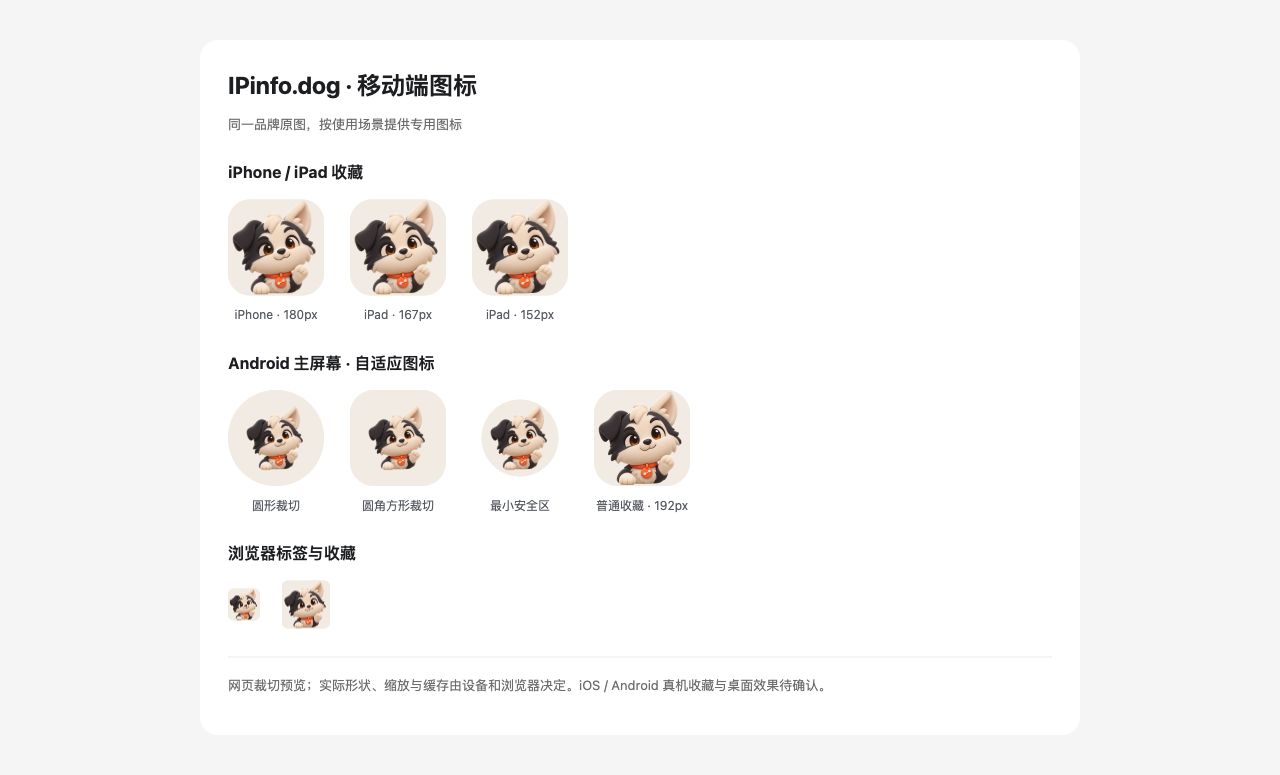 IPinfo.dog · 移动端图标
同一品牌原图，按使用场景提供专用图标
iPhone / iPad 收藏
iPhone · 180px
iPad · 167px
iPad · 152px
Android 主屏幕 · 自适应图标
圆形裁切
圆角方形裁切
最小安全区
普通收藏 · 192px
浏览器标签与收藏
网页裁切预览；实际形状、缩放与缓存由设备和浏览器决定。iOS / Android 真机收藏与桌面效果待确认。